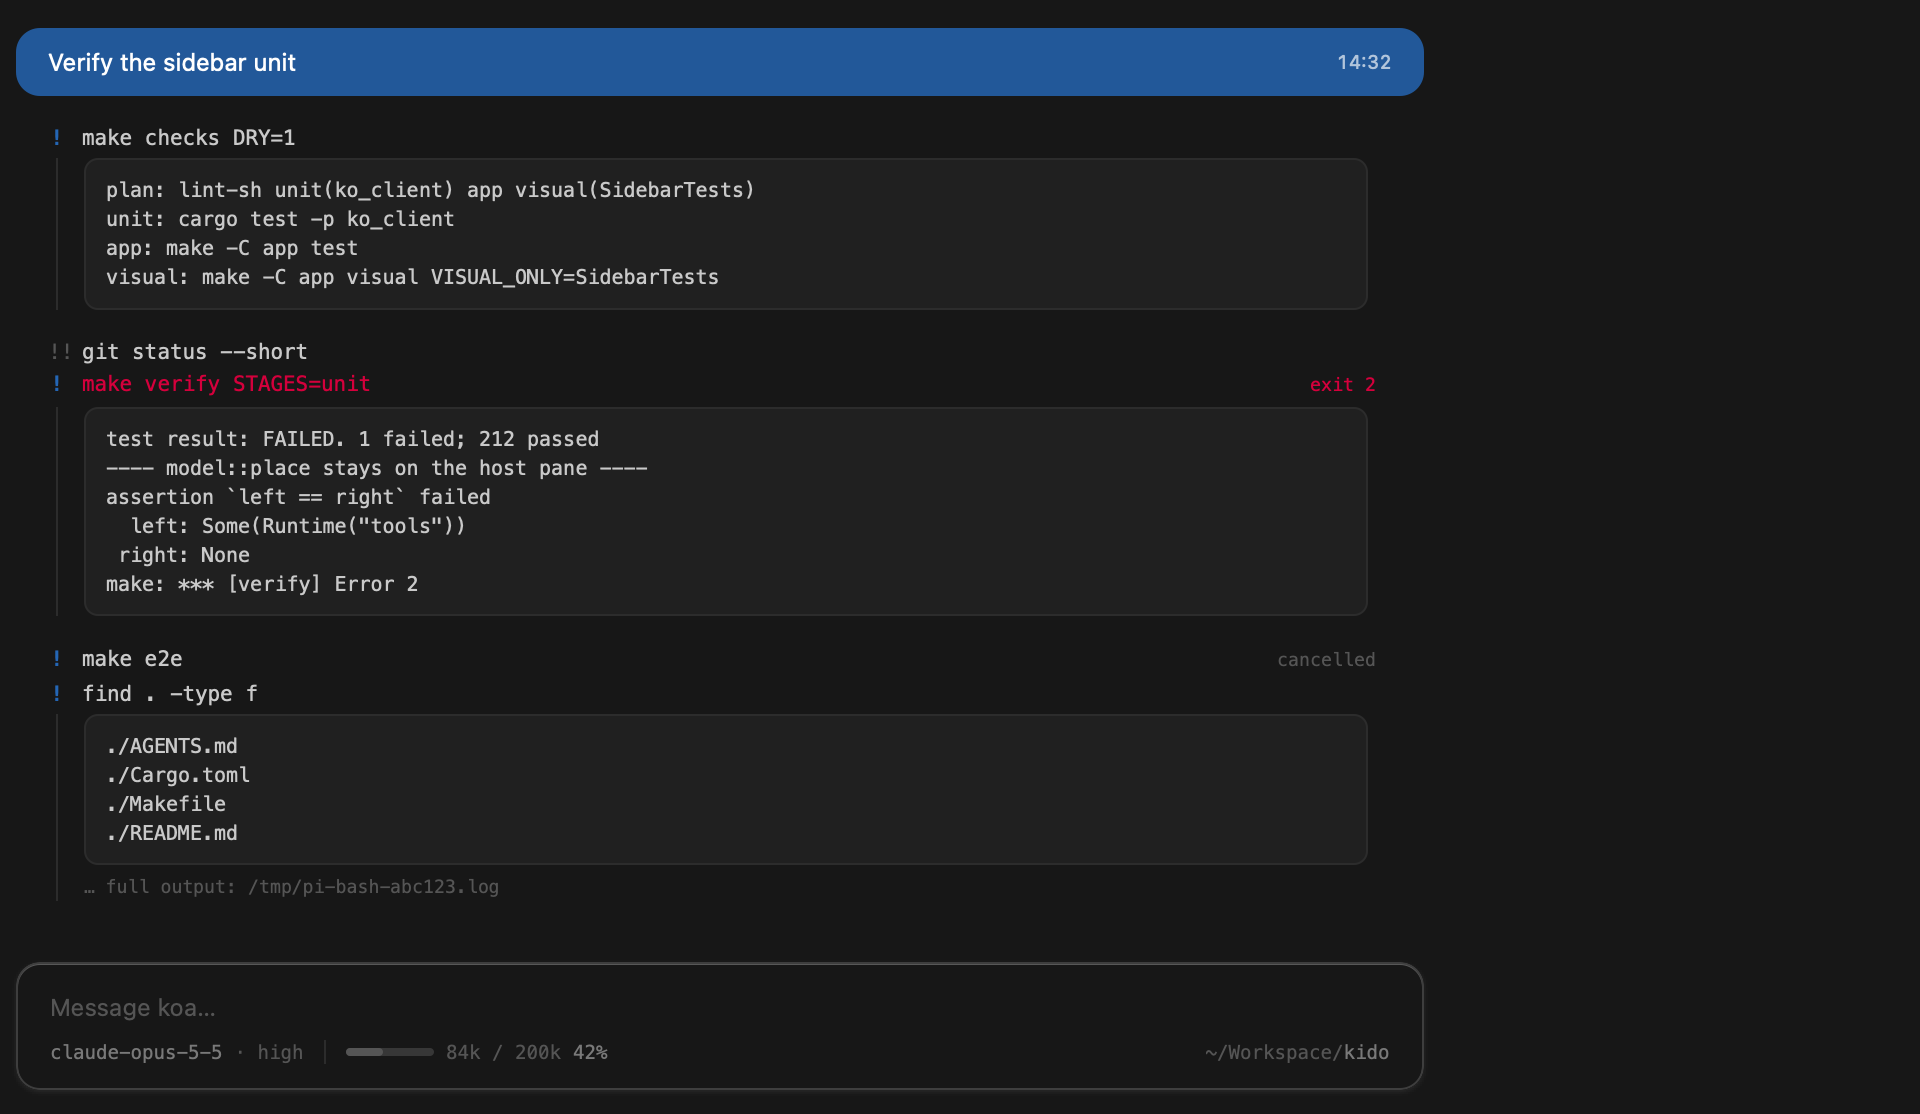 Verify the sidebar unit 14:32
! make checks DRY=1
plan: lint-sh unit(ko_client) app visual(SidebarTests)
unit: cargo test -p ko_client
app: make -C app test
visual: make -C app visual VISUAL_ONLY=SidebarTests
!! git status --short
! make verify STAGES=unit exit 2
test result: FAILED. 1 failed; 212 passed
---- model::place stays on the host pane ----
assertion `left == right` failed
  left: Some(Runtime("tools"))
 right: None
make: *** [verify] Error 2
! make e2e cancelled
! find . -type f
./AGENTS.md
./Cargo.toml
./Makefile
./README.md
… full output: /tmp/pi-bash-abc123.log
Message koa...
claude-opus-5-5 · high 84k / 200k 42% ~/Workspace/kido